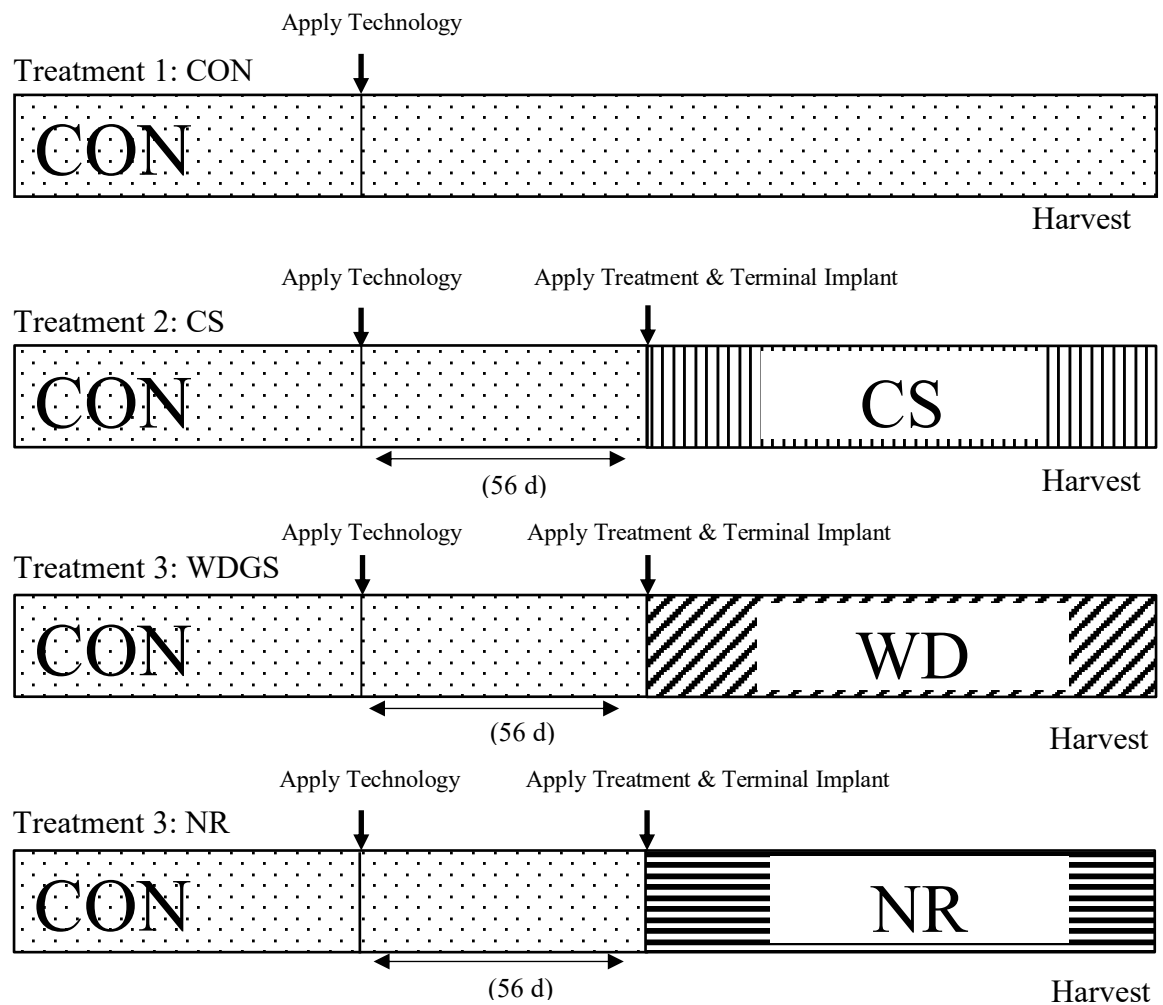 Apply Technology
Treatment 1: CON
CON
Harvest
Apply Technology Apply Treatment & Terminal Implant
Treatment 2: CS
CON CS
(56 d) Harvest
Apply Technology Apply Treatment & Terminal Implant
Treatment 3: WDGS
CON WD
(56 d) Harvest
Apply Technology Apply Treatment & Terminal Implant
Treatment 3: NR
CON NR
(56 d) Harvest